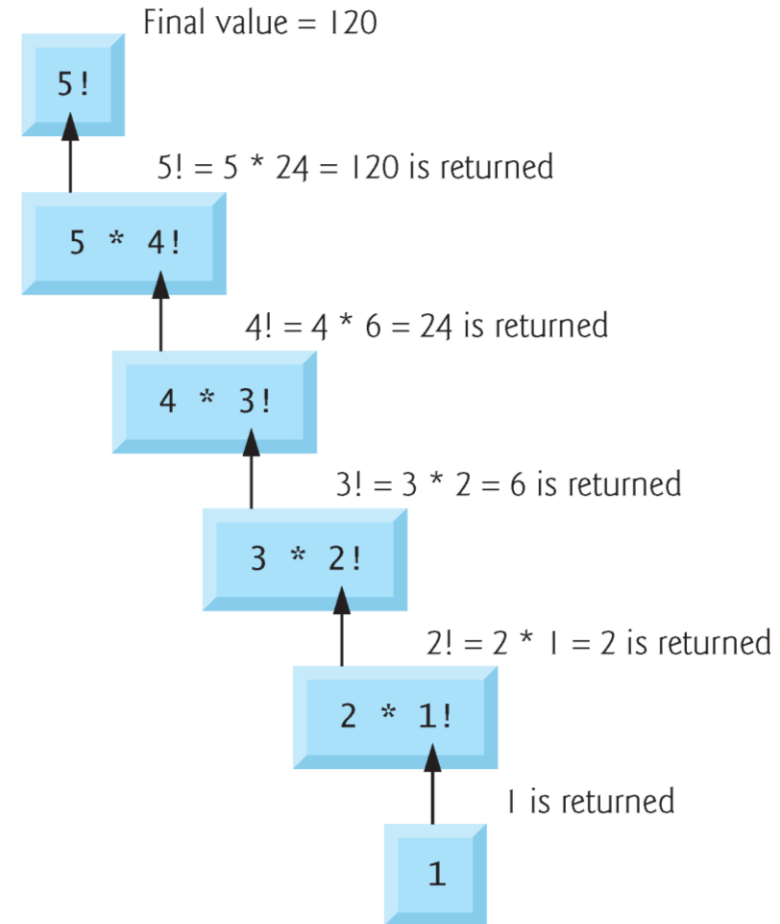 Final value = 120
5!
5! = 5 * 24 = 120 is returned
5 * 4!
4! = 4 * 6 = 24 is returned
4 * 3!
3! = 3 * 2 = 6 is returned
3 * 2!
2! = 2 * 1 = 2 is returned
2 * 1!
1 is returned
1